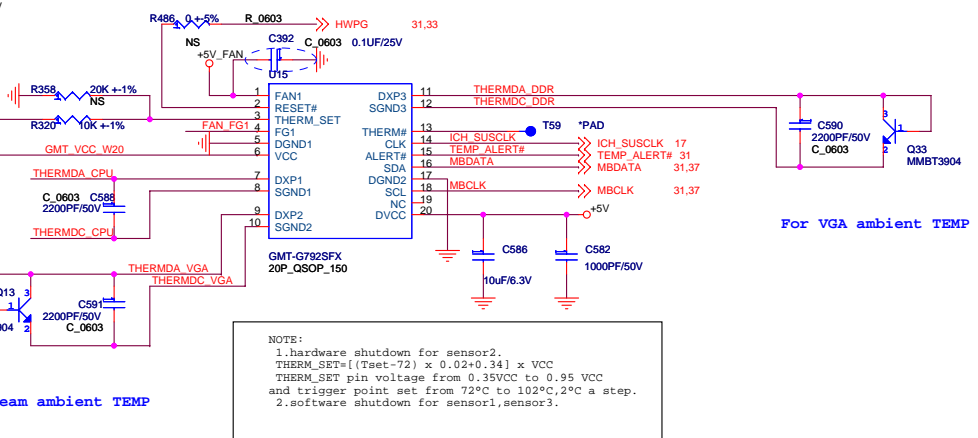 R486 0 +-5% R_0603
HWPG 31,33
NS
C392 C_0603 0.1UF/25V
+5V_FAN
U15
R358 20K +-1%
NS
R320 10K +-1%
FAN_FG1
GMT_VCC_W20
THERMDA_CPU
C_0603 C588
2200PF/50V
THERMDC_CPU
1 FAN1
2 RESET#
3 THERM_SET
4 FG1
5 DGND1
6 VCC
7 DXP1
8 SGND1
9 DXP2
10 SGND2
DXP3 11 THERMDA_DDR
SGND3 12 THERMDC_DDR
THERM# 13 T59 *PAD
CLK 14 ICH_SUSCLK ICH_SUSCLK 17
ALERT# 15 TEMP_ALERT# TEMP_ALERT# 31
SDA 16 MBDATA MBDATA 31,37
DGND2 17
SCL 18 MBCLK MBCLK 31,37
NC 19
DVCC 20 +5V
GMT-G792SFX
20P_QSOP_150
C590
2200PF/50V
C_0603
3
1
2
Q33
MMBT3904
For VGA ambient TEMP
C586
10uF/6.3V
C582
1000PF/50V
THERMDA_VGA
THERMDC_VGA
Q13
3
1
2
904
C591
2200PF/50V
C_0603
eam ambient TEMP
NOTE:
1.hardware shutdown for sensor2.
THERM_SET=[(Tset-72) x 0.02+0.34] x VCC
THERM_SET pin voltage from 0.35VCC to 0.95 VCC
and trigger point set from 72°C to 102°C,2°C a step.
2.software shutdown for sensor1,sensor3.